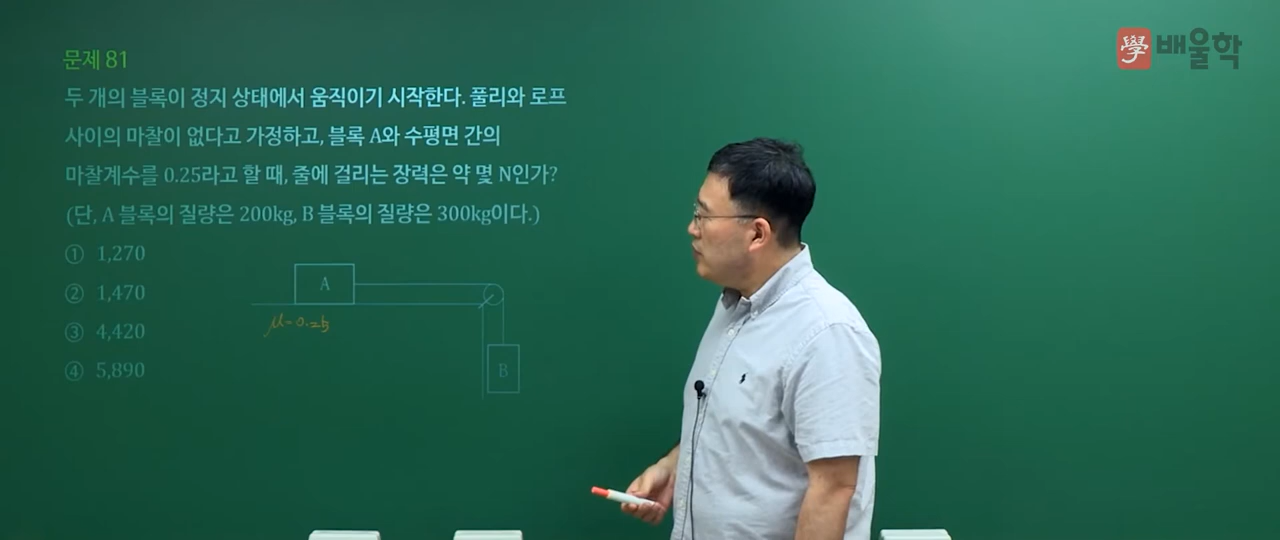 學 배울학
문제 81
두 개의 블록이 정지 상태에서 움직이기 시작한다. 풀리와 로프
사이의 마찰이 없다고 가정하고, 블록 A와 수평면 간의
마찰계수를 0.25라고 할 때, 줄에 걸리는 장력은 약 몇 N인가?
(단, A 블록의 질량은 200kg, B 블록의 질량은 300kg이다.)
① 1,270
② 1,470
③ 4,420
④ 5,890
A
μ=0.25
B